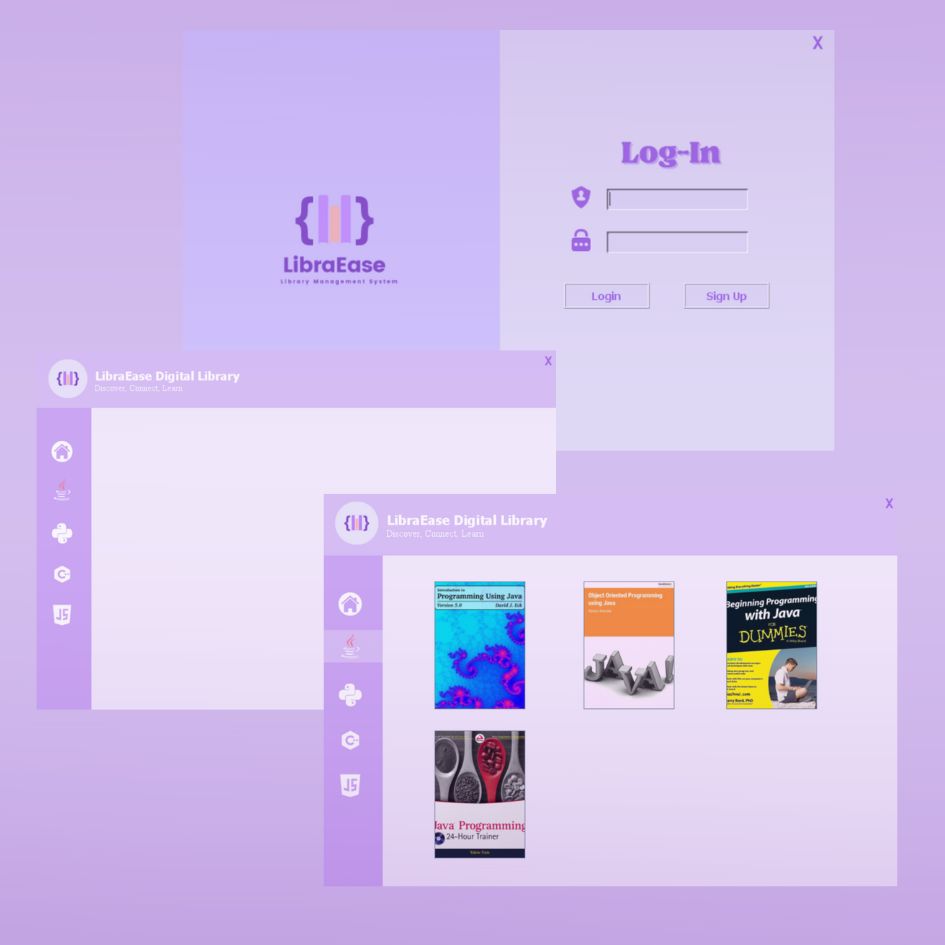 X
Log-In
LibraEase
Library Management System
Login
Sign Up
X
LibraEase Digital Library
Discover, Connect, Learn
JS
X
LibraEase Digital Library
Discover, Connect, Learn
JS
Introduction to
Programming Using Java
Version 5.0 David J. Eck
Object Oriented Programming
using Java
JAVA!
Beginning Programming
with Java
FOR
DUMMIES
Java Programming
24-Hour Trainer